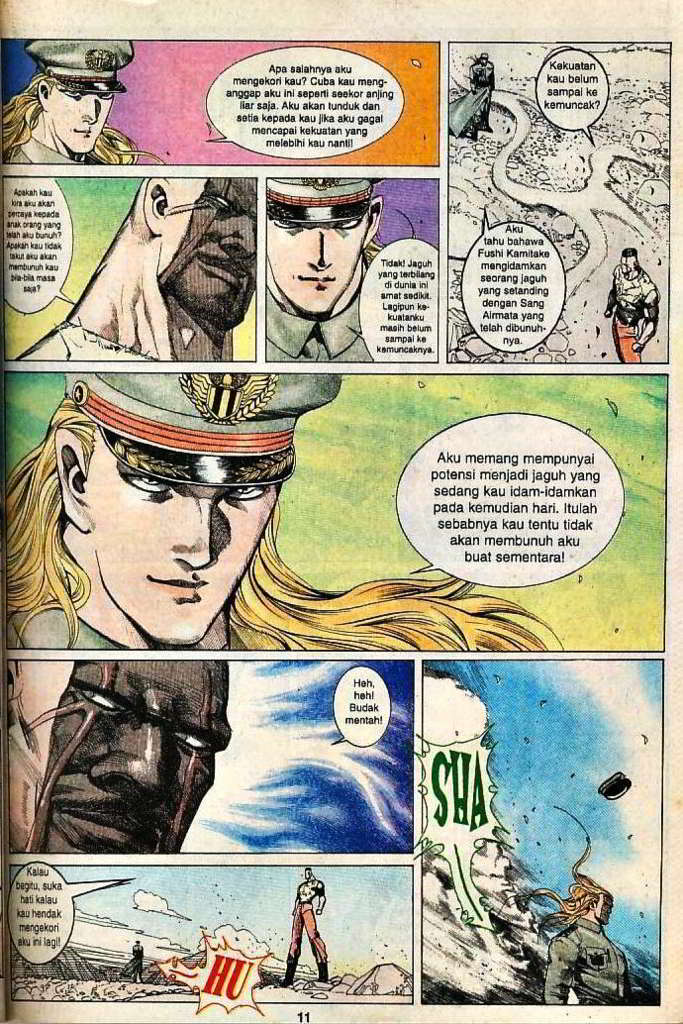 Apa salahnya aku
mengekori kau? Cuba kau meng-
anggap aku ini seperti seekor anjing
liar saja. Aku akan tunduk dan
setia kepada kau jika aku gagal
mencapai kekuatan yang
melebihi kau nanti!
Kekuatan
kau belum
sampai ke
kemuncak?
Aku
tahu bahawa
Fushi Kamitake
mengidamkan
seorang jaguh
yang setanding
dengan Sang
Airmata yang
telah dibunuh-
nya.
Apakah kau
kira aku akan
percaya kepada
anak orang yang
telah aku bunuh?
Apakah kau tidak
takut aku akan
membunuh kau
bila-bila masa
saja?
Tidak! Jaguh
yang terbilang
di dunia ini
amat sedikit.
Lagipun ke-
kuatanku
masih belum
sampai ke
kemuncaknya.
Aku memang mempunyai
potensi menjadi jaguh yang
sedang kau idam-idamkan
pada kemudian hari. Itulah
sebabnya kau tentu tidak
akan membunuh aku
buat sementara!
Heh,
heh!
Budak
mentah!
SHA
Kalau
begitu, suka
hati kalau
kau hendak
mengekori
aku ini lagi!
HU
11